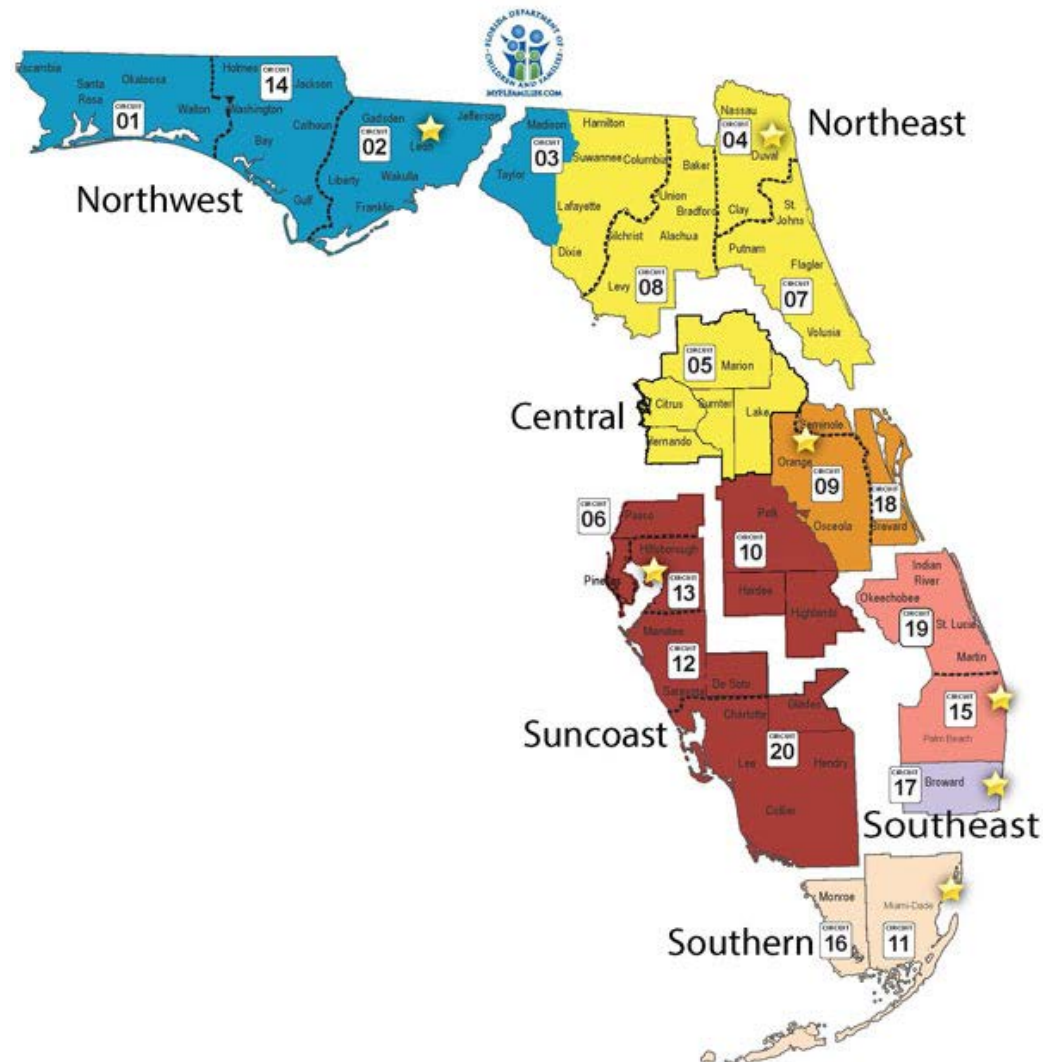 FLORIDA DEPARTMENT OF
CHILDREN AND FAMILIES
MYFLFAMILIES.COM
Escambia
Santa
Rosa
Okaloosa
Walton
CIRCUIT
01
Holmes
CIRCUIT
14
Jackson
Washington
Calhoun
Bay
Gulf
Gadsden
CIRCUIT
02
Leon
Jefferson
Liberty
Wakulla
Franklin
Northwest
Madison
CIRCUIT
03
Taylor
Hamilton
Suwannee
Columbia
Lafayette
Dixie
Baker
Union
Bradford
Gilchrist
Alachua
Levy
CIRCUIT
08
Nassau
CIRCUIT
04
Duval
Clay
St.
Johns
Putnam
Flagler
CIRCUIT
07
Volusia
Northeast
CIRCUIT
05
Marion
Citrus
Sumter
Lake
Hernando
Central
Seminole
Orange
CIRCUIT
09
Osceola
CIRCUIT
18
Brevard
CIRCUIT
06
Pasco
Pinellas
Hillsborough
CIRCUIT
13
Polk
CIRCUIT
10
Hardee
Highlands
Manatee
CIRCUIT
12
Sarasota
De Soto
Charlotte
Glades
CIRCUIT
20
Lee
Hendry
Collier
Suncoast
Indian
River
Okeechobee
CIRCUIT
19
St. Lucie
Martin
CIRCUIT
15
Palm Beach
CIRCUIT
17
Broward
Southeast
Monroe
CIRCUIT
16
Miami-Dade
CIRCUIT
11
Southern